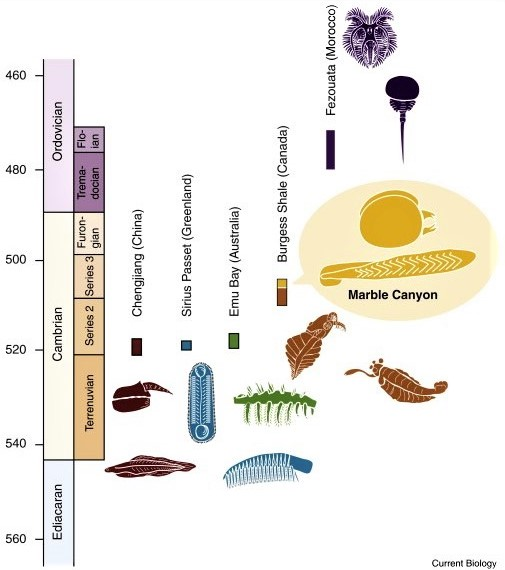 460
480
500
520
540
560
Ordovician
Cambrian
Ediacaran
Flo-
ian
Trema-
docian
Furon-
gian
Series 3
Series 2
Terrenuvian
Chengjiang (China)
Sirius Passet (Greenland)
Emu Bay (Australia)
Burgess Shale (Canada)
Fezouata (Morocco)
Marble Canyon
Current Biology